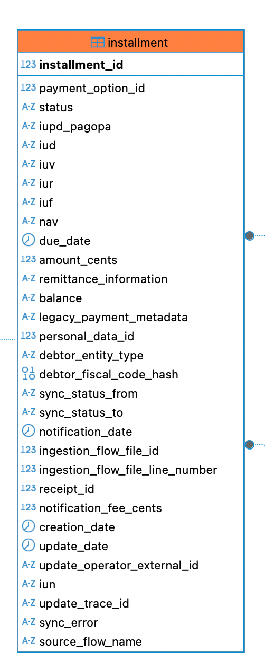 installment
123 installment_id
123 payment_option_id
A-Z status
A-Z iupd_pagopa
A-Z iud
A-Z iuv
A-Z iur
A-Z iuf
A-Z nav
due_date
123 amount_cents
A-Z remittance_information
A-Z balance
A-Z legacy_payment_metadata
123 personal_data_id
A-Z debtor_entity_type
01 10 debtor_fiscal_code_hash
A-Z sync_status_from
A-Z sync_status_to
notification_date
123 ingestion_flow_file_id
123 ingestion_flow_file_line_number
123 receipt_id
123 notification_fee_cents
creation_date
update_date
A-Z update_operator_external_id
A-Z iun
A-Z update_trace_id
A-Z sync_error
A-Z source_flow_name